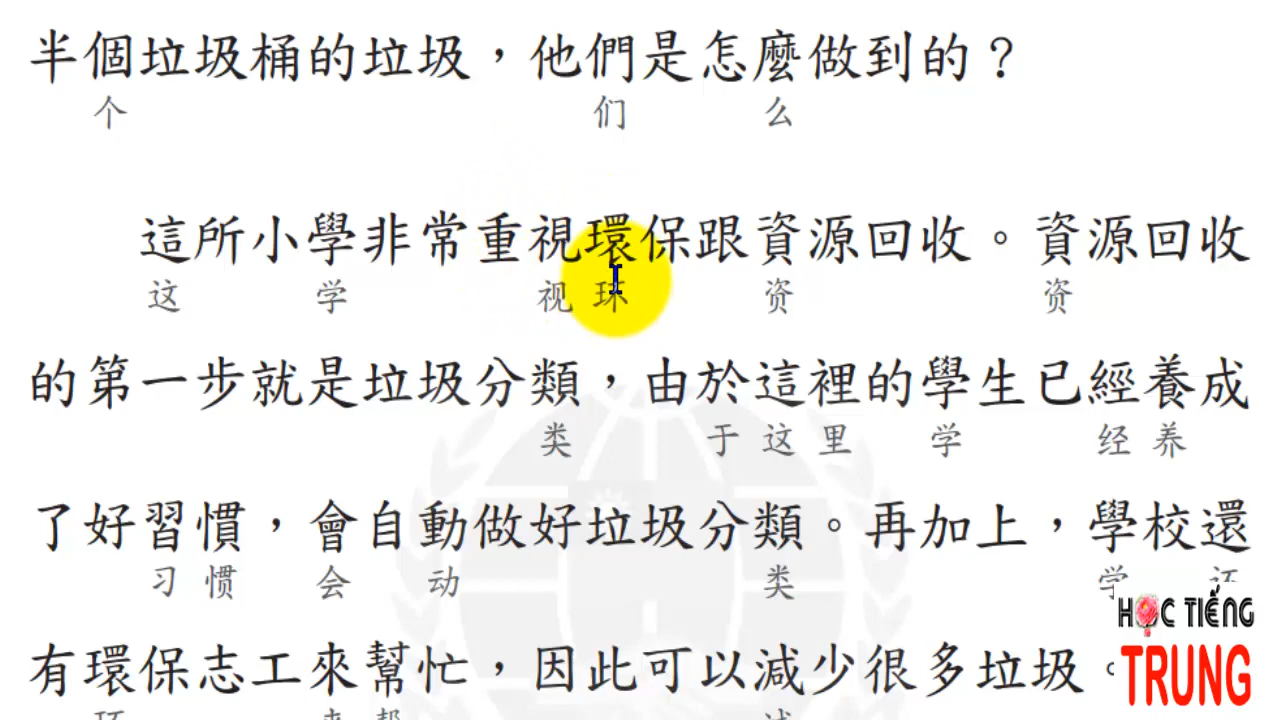 半個垃圾桶的垃圾，他們是怎麼做到的？
个 们 么
這所小學非常重視環保跟資源回收。資源回收
这 学 视 环 资 资
的第一步就是垃圾分類，由於這裡的學生已經養成
类 于 这 里 学 经 养
了好習慣，會自動做好垃圾分類。再加上，學校還
习 惯 会 动 类 学 还
有環保志工來幫忙，因此可以減少很多垃圾。
HỌC TIẾNG
TRUNG